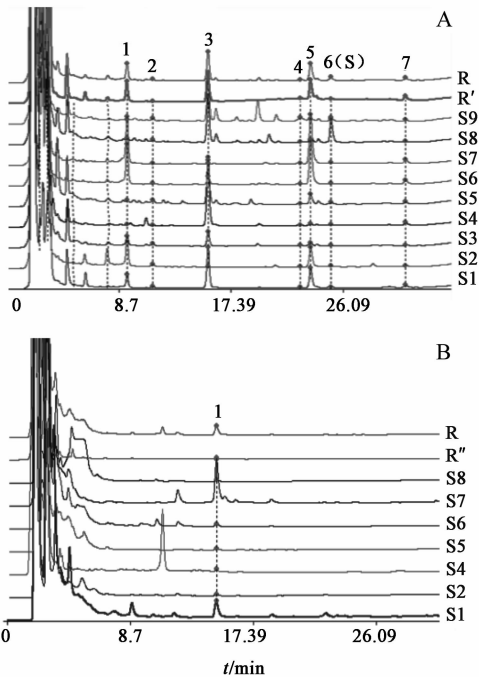 A
1 2 3 4 5 6(S) 7
R
R′
S9
S8
S7
S6
S5
S4
S3
S2
S1
0 8.7 17.39 26.09
B
1
R
R″
S8
S7
S6
S5
S4
S2
S1
0 8.7 17.39 26.09
t/min